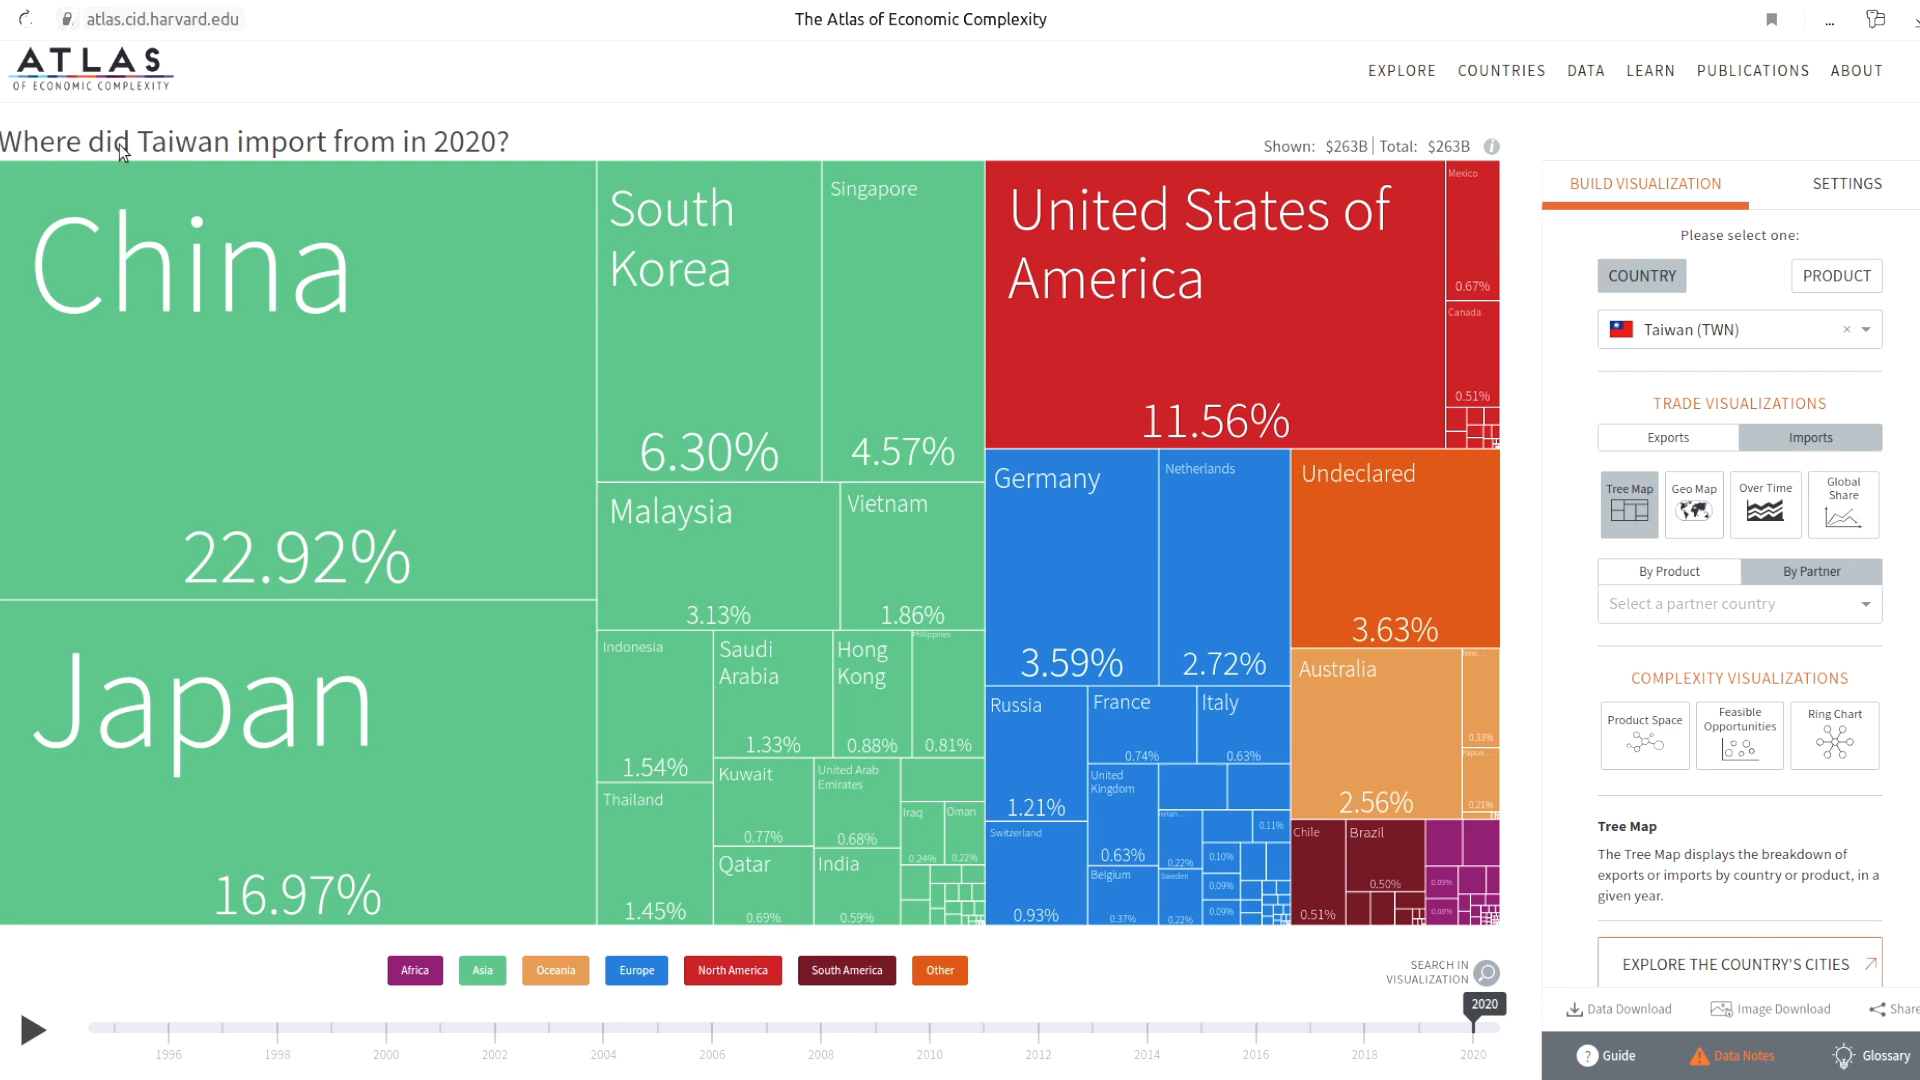 atlas.cid.harvard.edu
The Atlas of Economic Complexity
...
ATLAS
OF ECONOMIC COMPLEXITY
EXPLORE COUNTRIES DATA LEARN PUBLICATIONS ABOUT
Where did Taiwan import from in 2020?
Shown: $263B | Total: $263B
China
22.92%
Japan
16.97%
South
Korea
6.30%
Singapore
4.57%
Malaysia
3.13%
Vietnam
1.86%
Indonesia
1.54%
Thailand
1.45%
Saudi
Arabia
1.33%
Hong
Kong
0.88%
Philippines
0.81%
Kuwait
0.77%
United Arab
Emirates
0.68%
Qatar
0.69%
India
0.59%
Iraq
0.24%
Oman
0.22%
United States of
America
11.56%
Mexico
0.67%
Canada
0.51%
Germany
3.59%
Netherlands
2.72%
Russia
1.21%
France
0.74%
Italy
0.63%
Switzerland
0.93%
United
Kingdom
0.63%
Belgium
0.37%
Irelan...
0.22%
Sweden
0.22%
0.11%
0.10%
0.09%
0.09%
Undeclared
3.63%
Australia
2.56%
New...
0.33%
Papua...
0.21%
Chile
0.51%
Brazil
0.50%
0.09%
0.08%
Africa
Asia
Oceania
Europe
North America
South America
Other
SEARCH IN
VISUALIZATION
2020
1996 1998 2000 2002 2004 2006 2008 2010 2012 2014 2016 2018 2020
BUILD VISUALIZATION
SETTINGS
Please select one:
COUNTRY
PRODUCT
Taiwan (TWN)
TRADE VISUALIZATIONS
Exports
Imports
Tree Map
Geo Map
Over Time
Global
Share
By Product
By Partner
Select a partner country
COMPLEXITY VISUALIZATIONS
Product Space
Feasible
Opportunities
Ring Chart
Tree Map
The Tree Map displays the breakdown of
exports or imports by country or product, in a
given year.
EXPLORE THE COUNTRY'S CITIES
Data Download
Image Download
Share
? Guide
Data Notes
Glossary